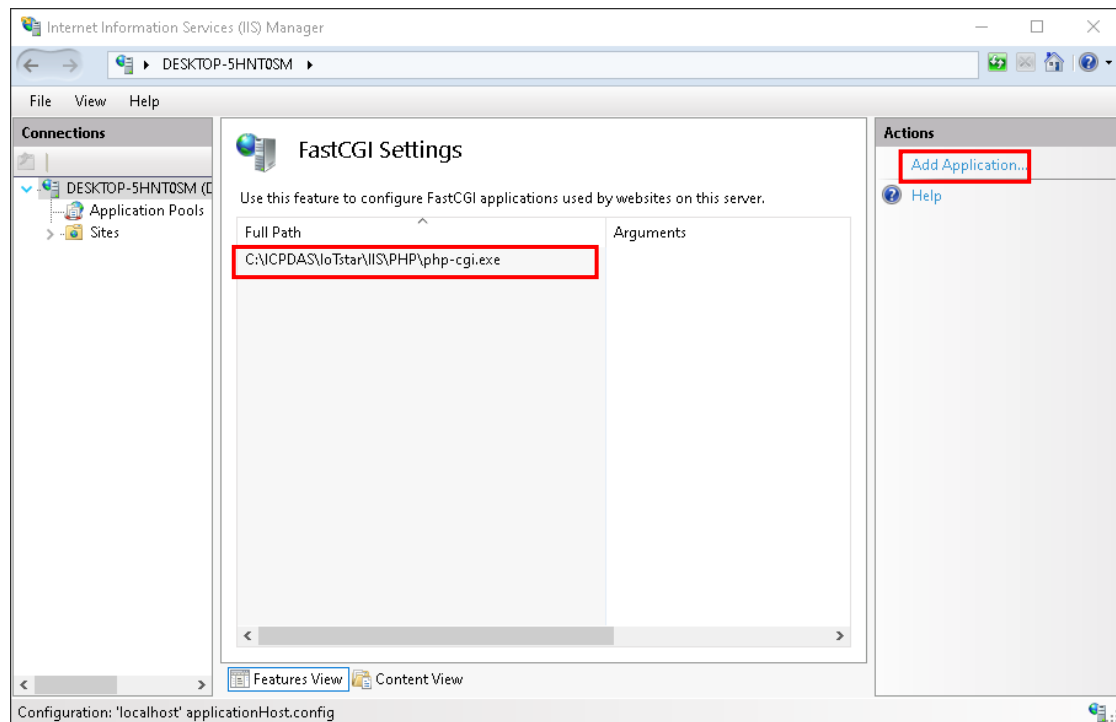 Internet Information Services (IIS) Manager
DESKTOP-5HNT0SM
File View Help
Connections
DESKTOP-5HNT0SM (D
Application Pools
Sites
FastCGI Settings
Use this feature to configure FastCGI applications used by websites on this server.
Full Path Arguments
C:\ICPDAS\IoTstar\IIS\PHP\php-cgi.exe
Features View Content View
Actions
Add Application...
Help
Configuration: 'localhost' applicationHost.config